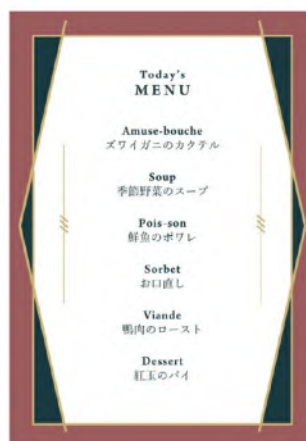 Today's
MENU
Amuse-bouche
ズワイガニのカクテル
Soup
季節野菜のスープ
Pois-son
鮮魚のポワレ
Sorbet
お口直し
Viande
鴨肉のロースト
Dessert
紅玉のパイ